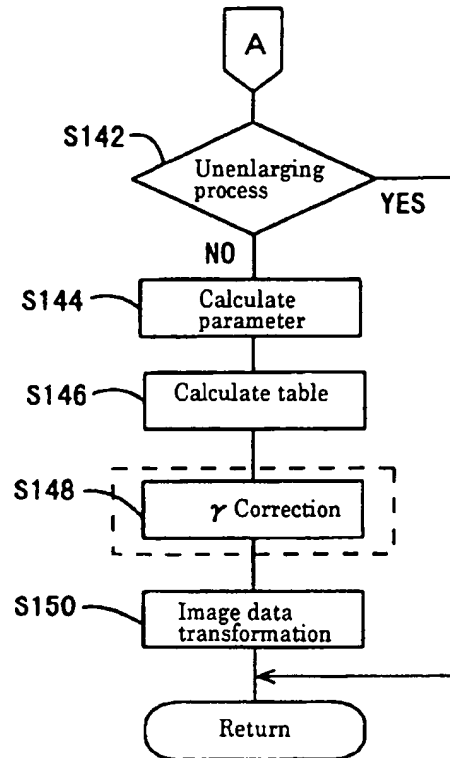 A
S142
Unenlarging
process
YES
NO
S144
Calculate
parameter
S146
Calculate table
S148
γ Correction
S150
Image data
transformation
Return